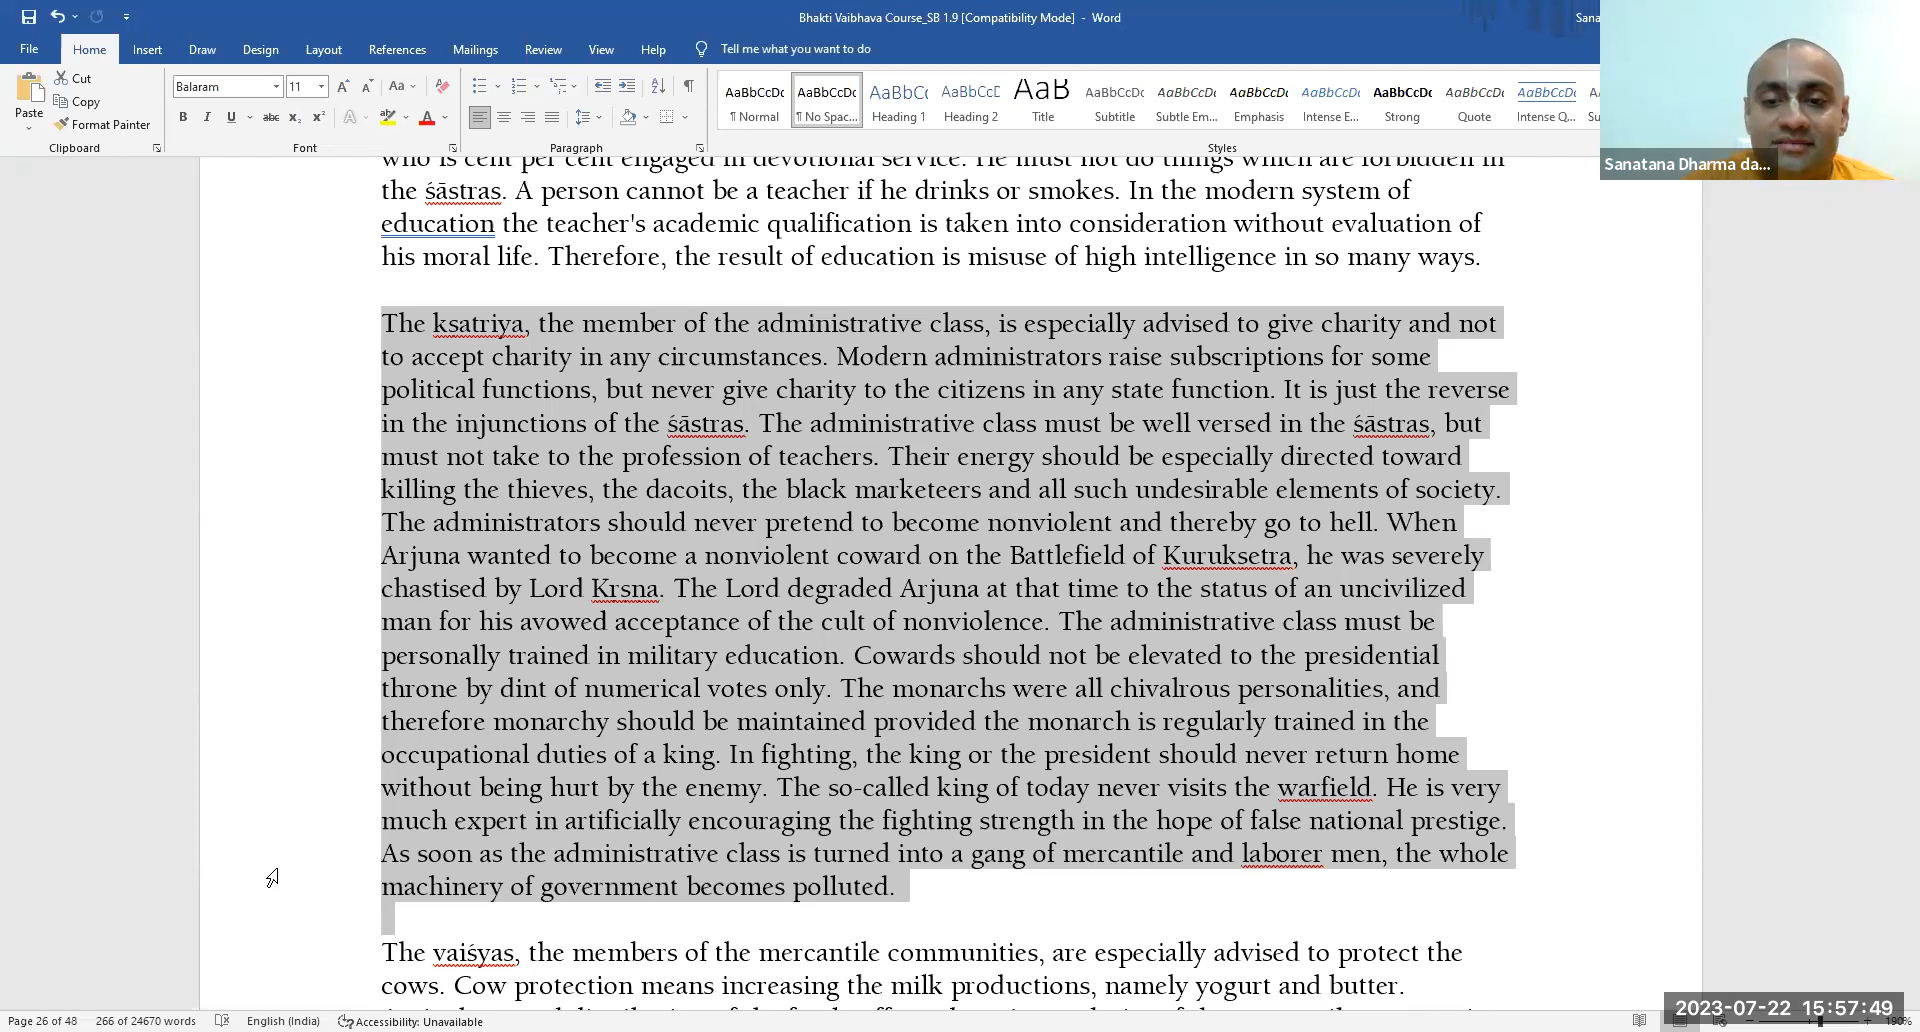 Bhakti Vaibhava Course_SB 1.9 [Compatibility Mode] - Word
Sana
File Home Insert Draw Design Layout References Mailings Review View Help Tell me what you want to do
Cut
Copy
Format Painter
Paste
Clipboard
Balaram 11
Font
Paragraph
AaBbCcDc AaBbCcDc AaBbCc AaBbCcD AaB AaBbCcDc AaBbCcDc AaBbCcDc AaBbCcDc AaBbCcDc AaBbCcDc AaBbCcDc
¶ Normal ¶ No Spac... Heading 1 Heading 2 Title Subtitle Subtle Em... Emphasis Intense E... Strong Quote Intense Q...
Styles
Sanatana Dharma da...
who is cent per cent engaged in devotional service. He must not do things which are forbidden in
the śāstras. A person cannot be a teacher if he drinks or smokes. In the modern system of
education the teacher's academic qualification is taken into consideration without evaluation of
his moral life. Therefore, the result of education is misuse of high intelligence in so many ways.
The ksatriya, the member of the administrative class, is especially advised to give charity and not
to accept charity in any circumstances. Modern administrators raise subscriptions for some
political functions, but never give charity to the citizens in any state function. It is just the reverse
in the injunctions of the śāstras. The administrative class must be well versed in the śāstras, but
must not take to the profession of teachers. Their energy should be especially directed toward
killing the thieves, the dacoits, the black marketeers and all such undesirable elements of society.
The administrators should never pretend to become nonviolent and thereby go to hell. When
Arjuna wanted to become a nonviolent coward on the Battlefield of Kuruksetra, he was severely
chastised by Lord Krsna. The Lord degraded Arjuna at that time to the status of an uncivilized
man for his avowed acceptance of the cult of nonviolence. The administrative class must be
personally trained in military education. Cowards should not be elevated to the presidential
throne by dint of numerical votes only. The monarchs were all chivalrous personalities, and
therefore monarchy should be maintained provided the monarch is regularly trained in the
occupational duties of a king. In fighting, the king or the president should never return home
without being hurt by the enemy. The so-called king of today never visits the warfield. He is very
much expert in artificially encouraging the fighting strength in the hope of false national prestige.
As soon as the administrative class is turned into a gang of mercantile and laborer men, the whole
machinery of government becomes polluted.
The vaiśyas, the members of the mercantile communities, are especially advised to protect the
cows. Cow protection means increasing the milk productions, namely yogurt and butter.
Page 26 of 48 266 of 24670 words English (India) Accessibility: Unavailable
2023-07-22 15:57:49
190%